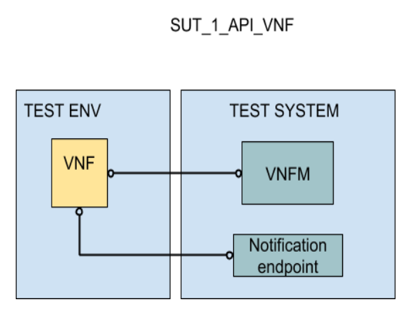 SUT_1_API_VNF
TEST ENV
TEST SYSTEM
VNF
VNFM
Notification
endpoint